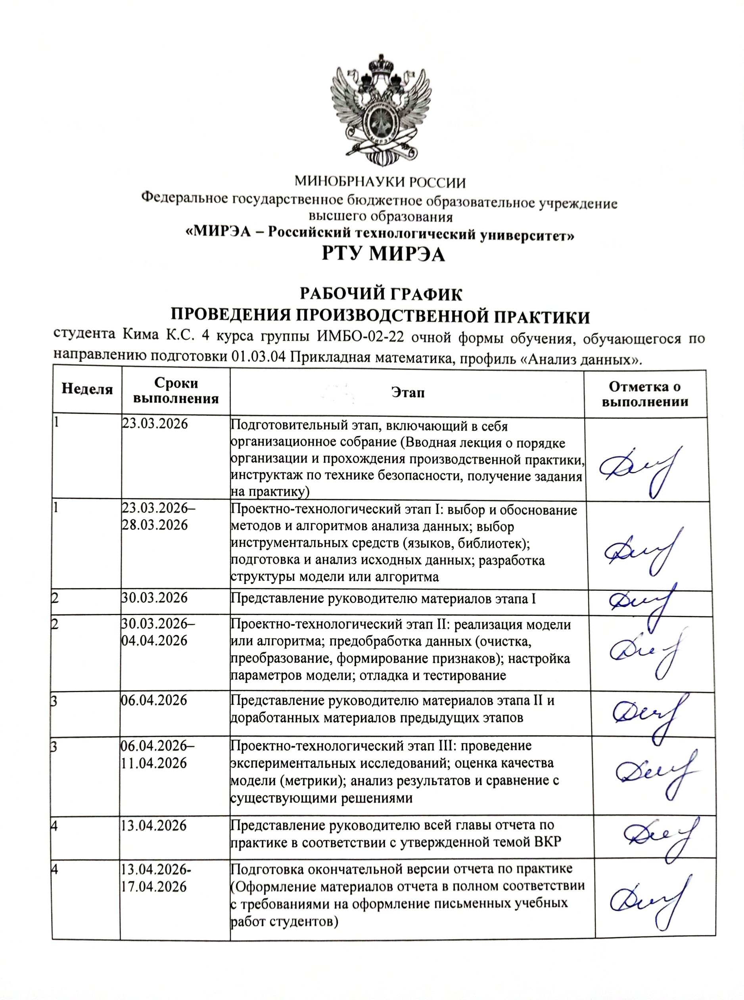 МИРЭА
МИНОБРНАУКИ РОССИИ
Федеральное государственное бюджетное образовательное учреждение
высшего образования
«МИРЭА – Российский технологический университет»
РТУ МИРЭА
РАБОЧИЙ ГРАФИК
ПРОВЕДЕНИЯ ПРОИЗВОДСТВЕННОЙ ПРАКТИКИ
студента Кима К.С. 4 курса группы ИМБО-02-22 очной формы обучения, обучающегося по
направлению подготовки 01.03.04 Прикладная математика, профиль «Анализ данных».
Неделя
Сроки
выполнения
Этап
Отметка о
выполнении
1
23.03.2026
Подготовительный этап, включающий в себя
организационное собрание (Вводная лекция о порядке
организации и прохождения производственной практики,
инструктаж по технике безопасности, получение задания
на практику)
1
23.03.2026–
28.03.2026
Проектно-технологический этап I: выбор и обоснование
методов и алгоритмов анализа данных; выбор
инструментальных средств (языков, библиотек);
подготовка и анализ исходных данных; разработка
структуры модели или алгоритма
2
30.03.2026
Представление руководителю материалов этапа I
2
30.03.2026–
04.04.2026
Проектно-технологический этап II: реализация модели
или алгоритма; предобработка данных (очистка,
преобразование, формирование признаков); настройка
параметров модели; отладка и тестирование
3
06.04.2026
Представление руководителю материалов этапа II и
доработанных материалов предыдущих этапов
3
06.04.2026–
11.04.2026
Проектно-технологический этап III: проведение
экспериментальных исследований; оценка качества
модели (метрики); анализ результатов и сравнение с
существующими решениями
4
13.04.2026
Представление руководителю всей главы отчета по
практике в соответствии с утвержденной темой ВКР
4
13.04.2026-
17.04.2026
Подготовка окончательной версии отчета по практике
(Оформление материалов отчета в полном соответствии
с требованиями на оформление письменных учебных
работ студентов)